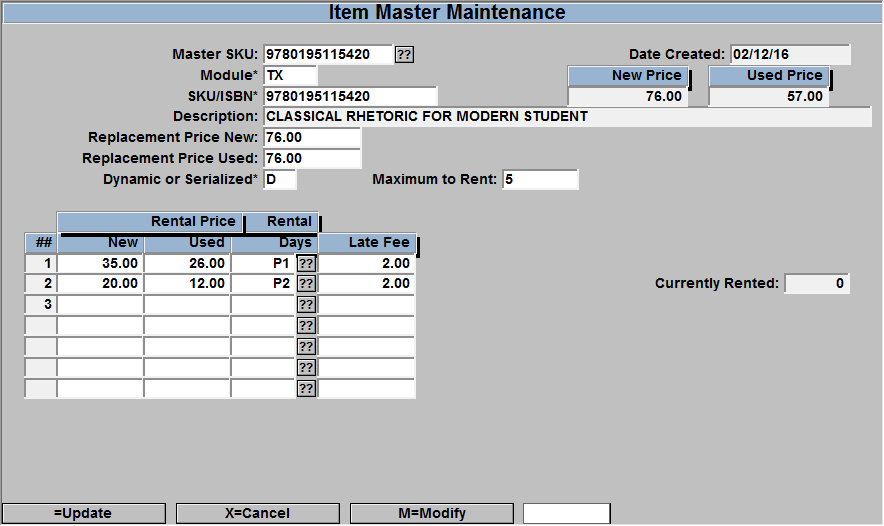 Item Master Maintenance
Master SKU: 9780195115420 ?? Date Created: 02/12/16
Module* TX New Price Used Price
SKU/ISBN* 9780195115420 76.00 57.00
Description: CLASSICAL RHETORIC FOR MODERN STUDENT
Replacement Price New: 76.00
Replacement Price Used: 76.00
Dynamic or Serialized* D Maximum to Rent: 5
Rental Price Rental
## New Used Days Late Fee
1 35.00 26.00 P1 ?? 2.00
2 20.00 12.00 P2 ?? 2.00 Currently Rented: 0
3 ??
??
??
??
??
=Update X=Cancel M=Modify